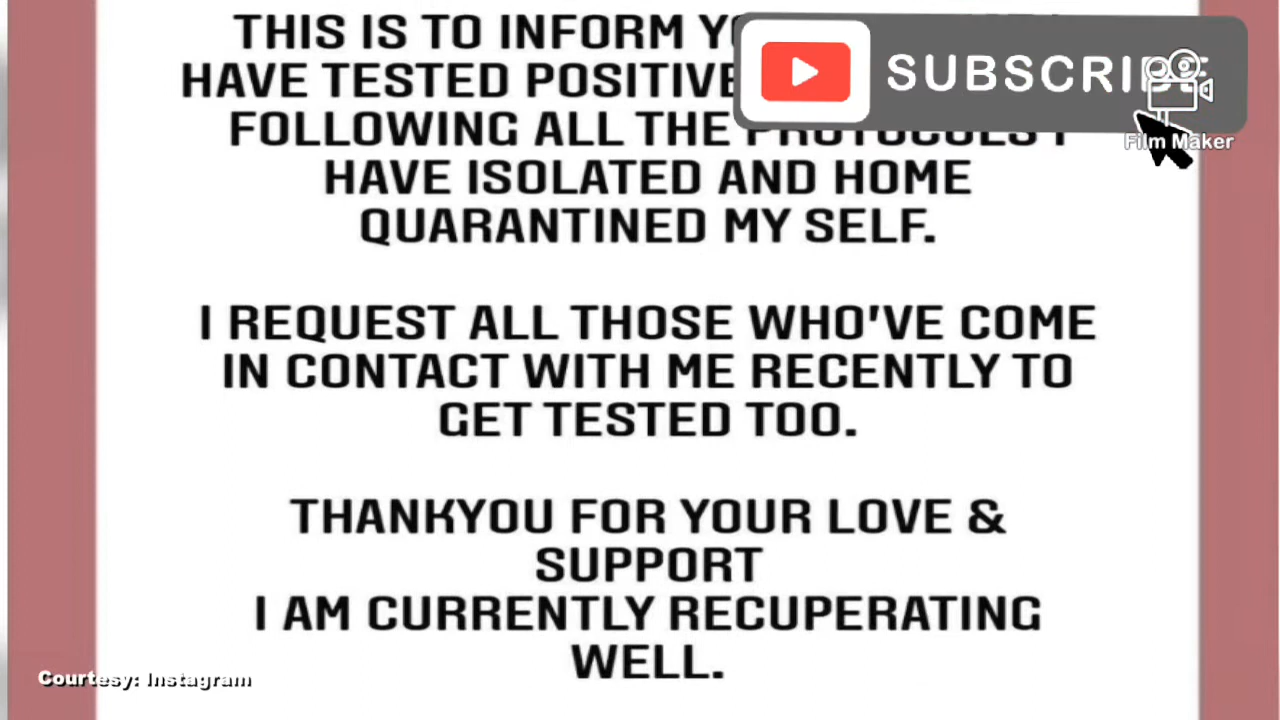 THIS IS TO INFORM
HAVE TESTED POSITIVE
FOLLOWING ALL THE PROTOCOLES I
HAVE ISOLATED AND HOME
QUARANTINED MY SELF.
I REQUEST ALL THOSE WHO'VE COME
IN CONTACT WITH ME RECENTLY TO
GET TESTED TOO.
THANKYOU FOR YOUR LOVE &
SUPPORT
I AM CURRENTLY RECUPERATING
WELL.
SUBSCRIBE
Film Maker
Courtesy: Instagram